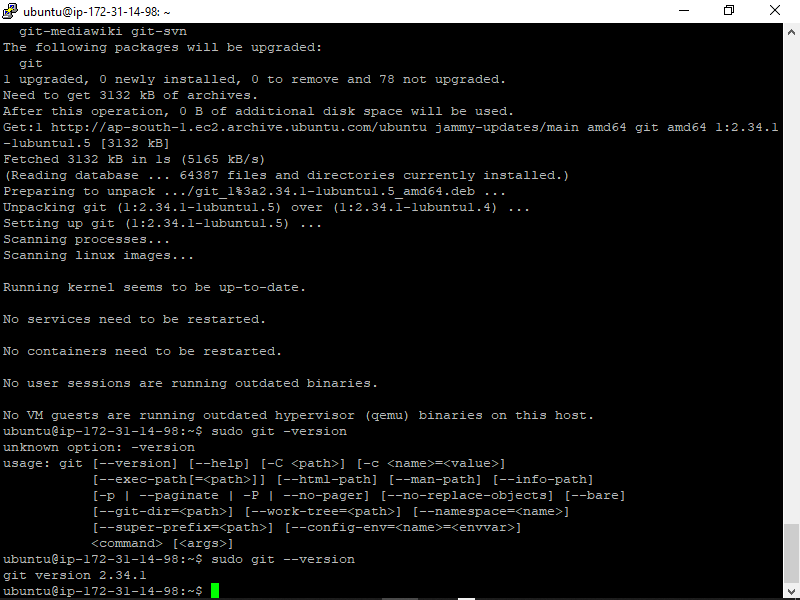 ubuntu@ip-172-31-14-98: ~
git-mediawiki git-svn
The following packages will be upgraded:
git
1 upgraded, 0 newly installed, 0 to remove and 78 not upgraded.
Need to get 3132 kB of archives.
After this operation, 0 B of additional disk space will be used.
Get:1 http://ap-south-1.ec2.archive.ubuntu.com/ubuntu jammy-updates/main amd64 git amd64 1:2.34.1
-1ubuntu1.5 [3132 kB]
Fetched 3132 kB in 1s (5165 kB/s)
(Reading database ... 64387 files and directories currently installed.)
Preparing to unpack .../git_1%3a2.34.1-1ubuntu1.5_amd64.deb ...
Unpacking git (1:2.34.1-1ubuntu1.5) over (1:2.34.1-1ubuntu1.4) ...
Setting up git (1:2.34.1-1ubuntu1.5) ...
Scanning processes...
Scanning linux images...
Running kernel seems to be up-to-date.
No services need to be restarted.
No containers need to be restarted.
No user sessions are running outdated binaries.
No VM guests are running outdated hypervisor (qemu) binaries on this host.
ubuntu@ip-172-31-14-98:~$ sudo git -version
unknown option: -version
usage: git [--version] [--help] [-C <path>] [-c <name>=<value>]
[--exec-path[=<path>]] [--html-path] [--man-path] [--info-path]
[-p | --paginate | -P | --no-pager] [--no-replace-objects] [--bare]
[--git-dir=<path>] [--work-tree=<path>] [--namespace=<name>]
[--super-prefix=<path>] [--config-env=<name>=<envvar>]
<command> [<args>]
ubuntu@ip-172-31-14-98:~$ sudo git --version
git version 2.34.1
ubuntu@ip-172-31-14-98:~$